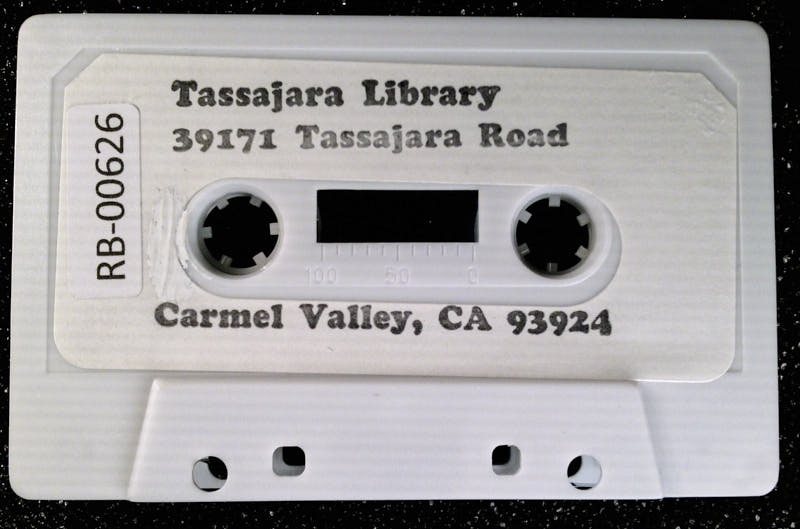 Tassajara Library
39171 Tassajara Road
RB-00626
100 50 0
Carmel Valley, CA 93924